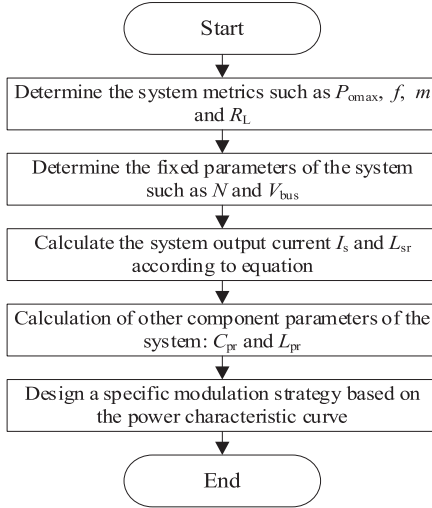 Start
Determine the system metrics such as Pomax, f, m
and RL
Determine the fixed parameters of the system
such as N and Vbus
Calculate the system output current Is and Lsr
according to equation
Calculation of other component parameters of the
system: Cpr and Lpr
Design a specific modulation strategy based on
the power characteristic curve
End